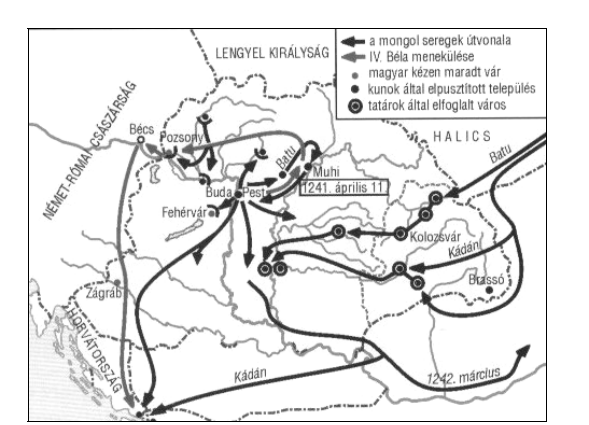 LENGYEL KIRÁLYSÁG
a mongol seregek útvonala
IV. Béla menekülése
magyar kézen maradt vár
kunok által elpusztított település
tatárok által elfoglalt város
NÉMET-RÓMAI CSÁSZÁRSÁG
HALICS
Bécs
Pozsony
Batu
Batu
Muhi
1241. április 11
Buda
Pest
Fehérvár
Kolozsvár
Kádán
Brassó
Zágráb
HORVÁTORSZÁG
Kádán
1242. március